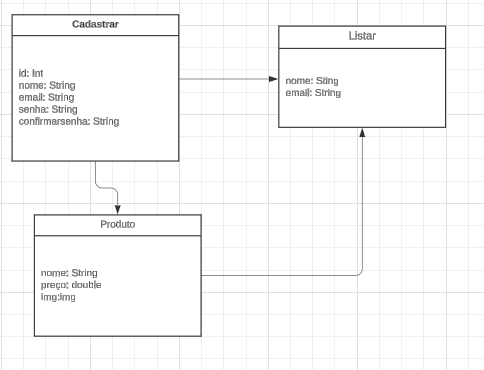 Cadastrar
id: Int
nome: String
email: String
senha: String
confirmarsenha: String
Listar
nome: Sting
email: String
Produto
nome: String
preço: double
img:img